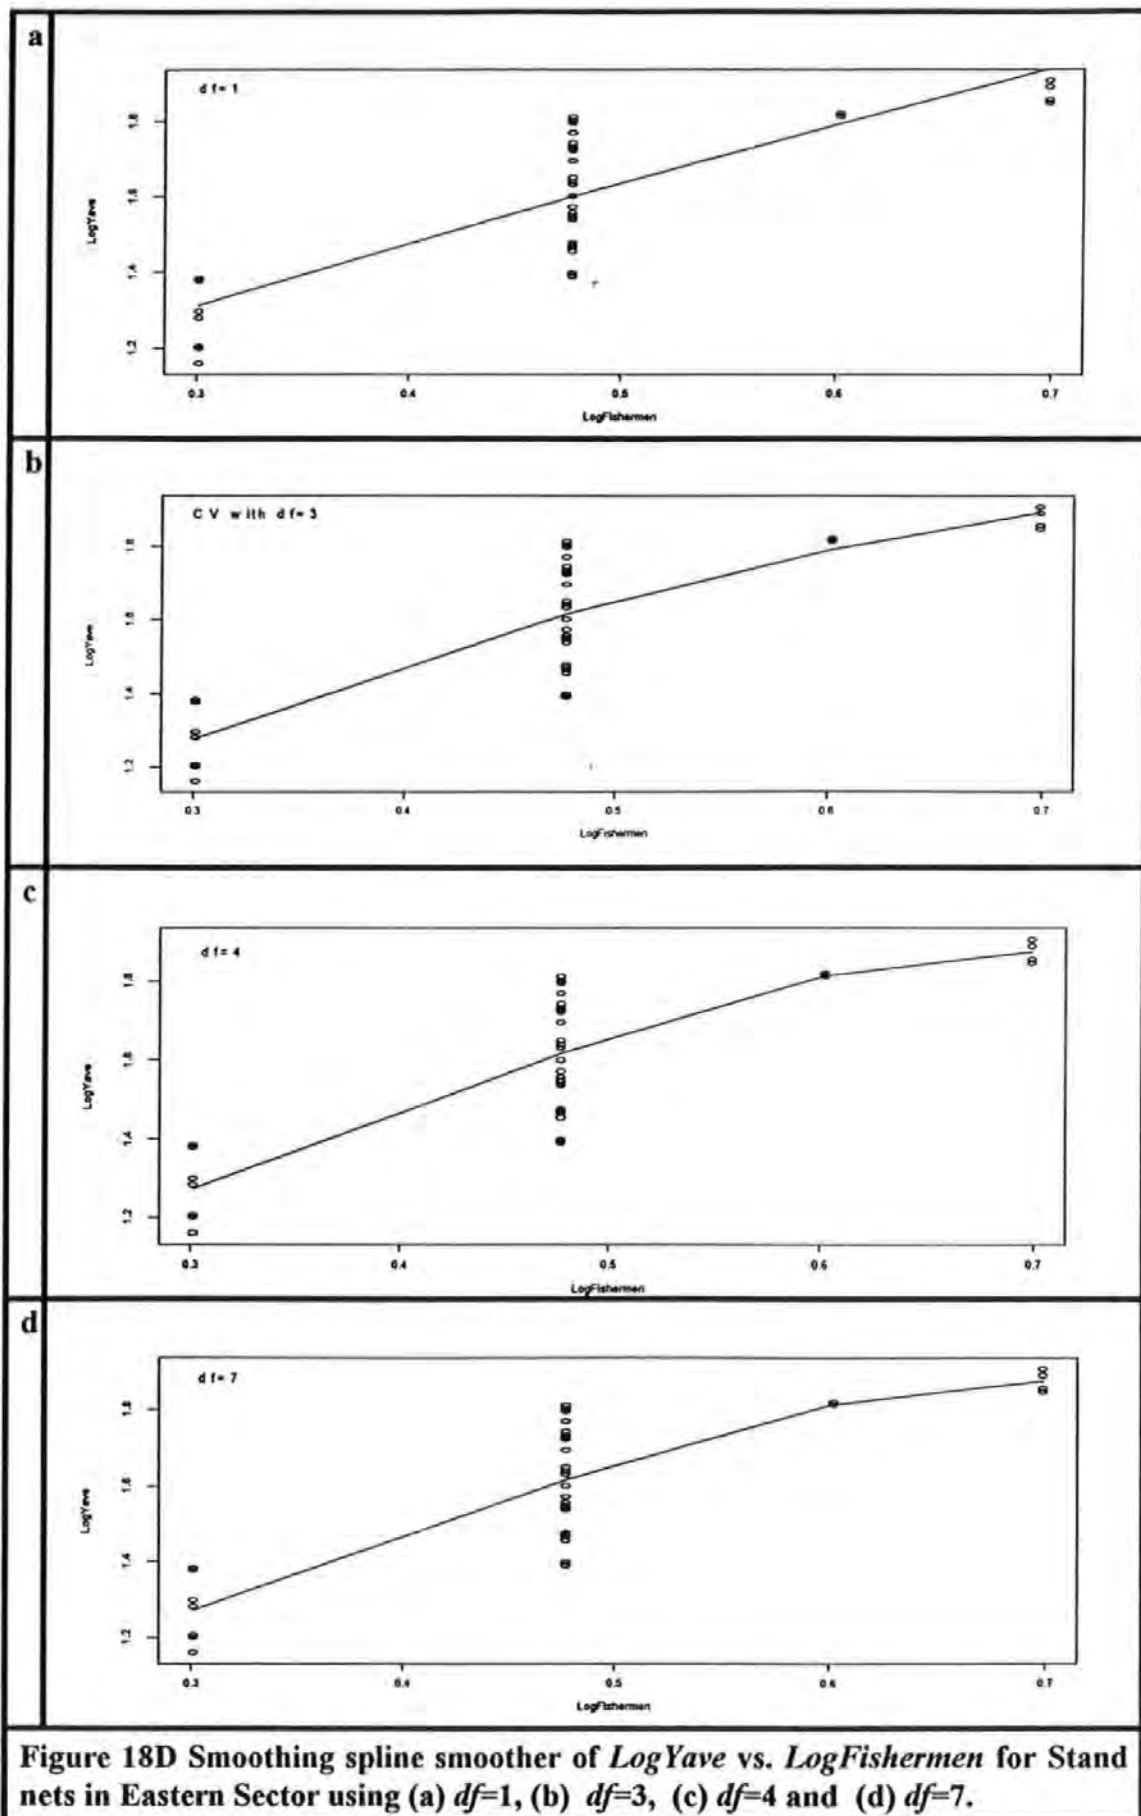 a
d f= 1
LogYave
1.8
1.6
1.4
1.2
0.3 0.4 0.5 0.6 0.7
LogFishermen
b
C V with d f= 3
LogYave
1.8
1.6
1.4
1.2
0.3 0.4 0.5 0.6 0.7
LogFishermen
c
d f= 4
LogYave
1.8
1.6
1.4
1.2
0.3 0.4 0.5 0.6 0.7
LogFishermen
d
d f= 7
LogYave
1.8
1.6
1.4
1.2
0.3 0.4 0.5 0.6 0.7
LogFishermen
Figure 18D Smoothing spline smoother of LogYave vs. LogFishermen for Stand
nets in Eastern Sector using (a) df=1, (b) df=3, (c) df=4 and (d) df=7.